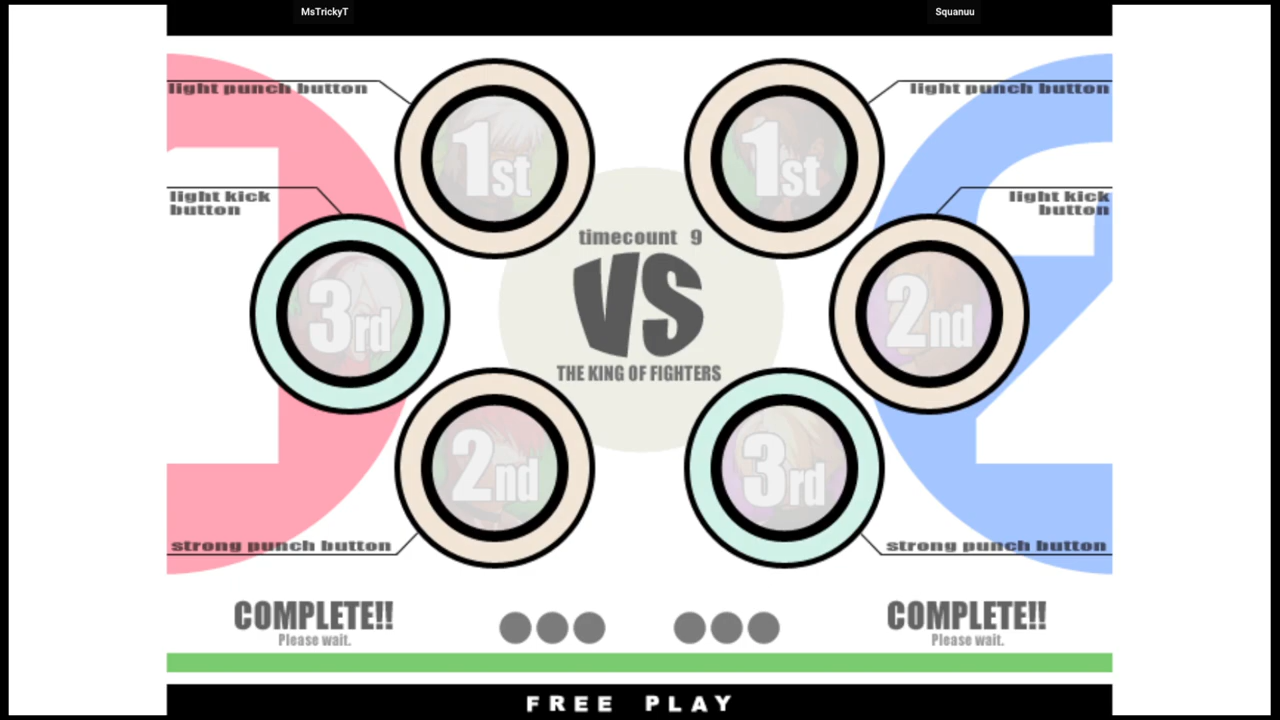 MsTrickyT
Squanuu
light punch button
light punch button
1st
1st
light kick
button
light kick
button
timecount 9
VS
THE KING OF FIGHTERS
3rd
2nd
2nd
3rd
strong punch button
strong punch button
COMPLETE!!
Please wait.
COMPLETE!!
Please wait.
FREE PLAY